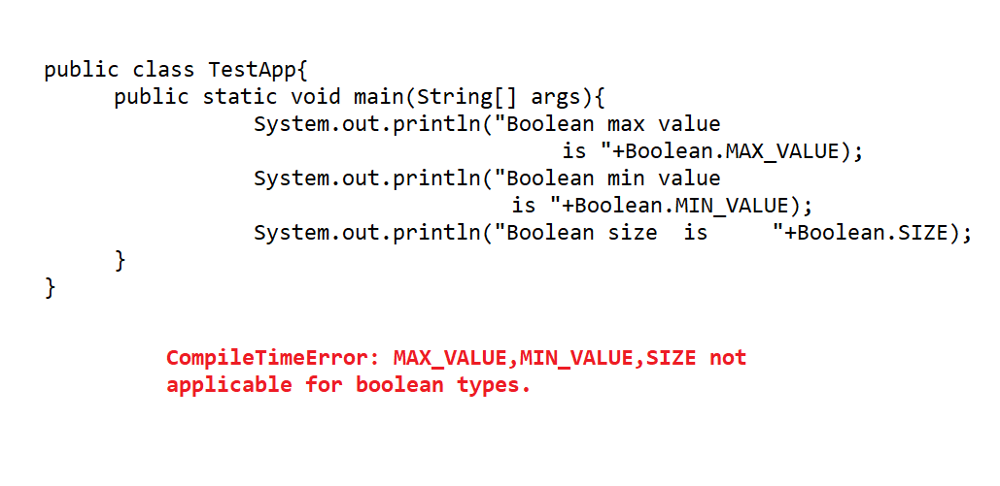 public class TestApp{
public static void main(String[] args){
System.out.println("Boolean max value
is "+Boolean.MAX_VALUE);
System.out.println("Boolean min value
is "+Boolean.MIN_VALUE);
System.out.println("Boolean size  is     "+Boolean.SIZE);
}
}
CompileTimeError: MAX_VALUE,MIN_VALUE,SIZE not
applicable for boolean types.